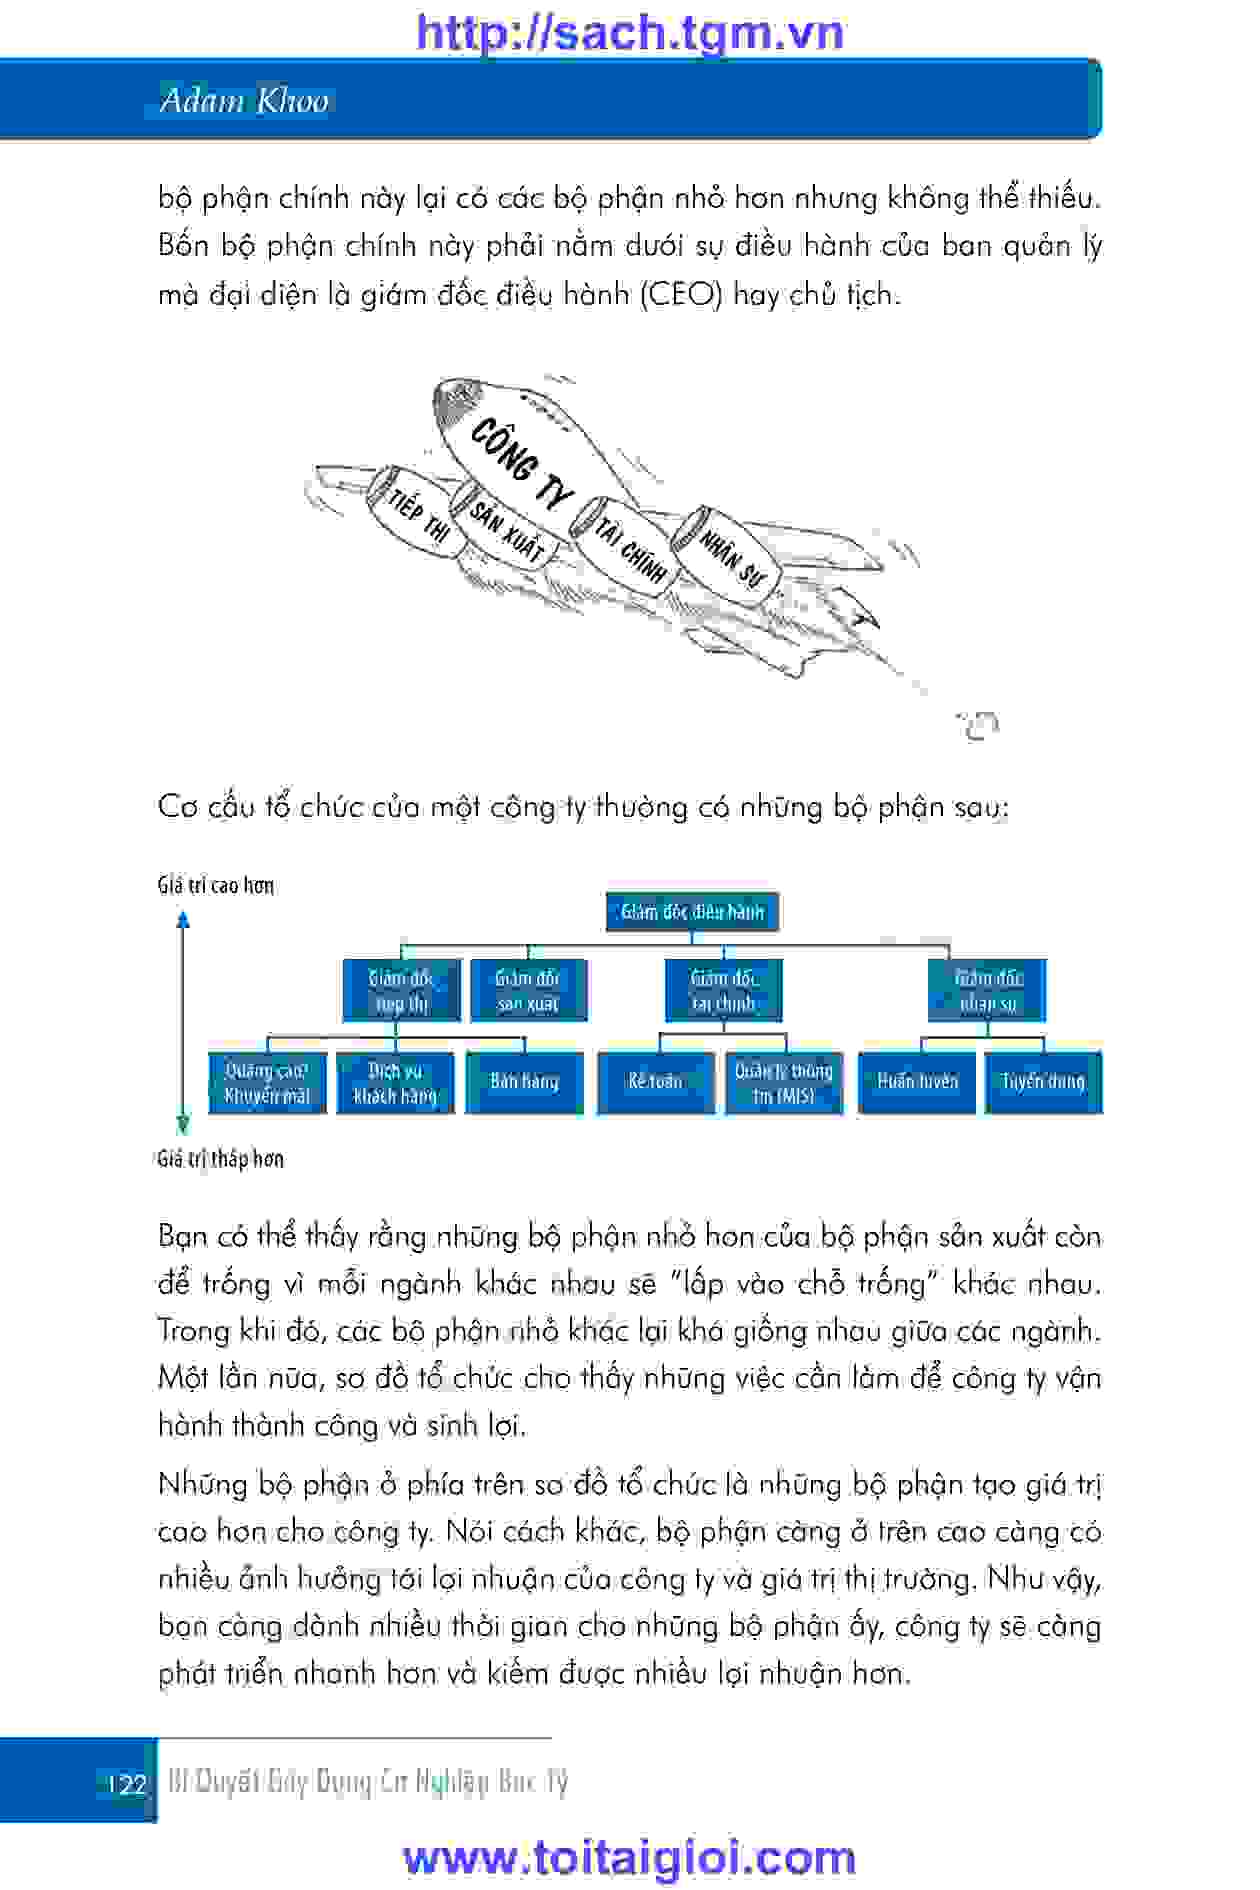 http://sach.tgm.vn
Adam Khoo
bộ phận chính này lại có các bộ phận nhỏ hơn nhưng không thể thiếu.
Bốn bộ phận chính này phải nằm dưới sự điều hành của ban quản lý
mà đại diện là giám đốc điều hành (CEO) hay chủ tịch.
CÔNG TY
TIẾP THỊ
SẢN XUẤT
TÀI CHÍNH
NHÂN SỰ
Cơ cấu tổ chức của một công ty thường có những bộ phận sau:
Giá trị cao hơn
Giám đốc điều hành
Giám đốc
tiếp thị
Giám đốc
sản xuất
Giám đốc
tài chính
Giám đốc
nhân sự
Quảng cáo/
Khuyến mãi
Dịch vụ
khách hàng
Bán hàng
Kế toán
Quản lý thông
tin (MIS)
Huấn luyện
Tuyển dụng
Giá trị thấp hơn
Bạn có thể thấy rằng những bộ phận nhỏ hơn của bộ phận sản xuất còn
để trống vì mỗi ngành khác nhau sẽ "lấp vào chỗ trống" khác nhau.
Trong khi đó, các bộ phận nhỏ khác lại khá giống nhau giữa các ngành.
Một lần nữa, sơ đồ tổ chức cho thấy những việc cần làm để công ty vận
hành thành công và sinh lợi.
Những bộ phận ở phía trên sơ đồ tổ chức là những bộ phận tạo giá trị
cao hơn cho công ty. Nói cách khác, bộ phận càng ở trên cao càng có
nhiều ảnh hưởng tới lợi nhuận của công ty và giá trị thị trường. Như vậy,
bạn càng dành nhiều thời gian cho những bộ phận ấy, công ty sẽ càng
phát triển nhanh hơn và kiếm được nhiều lợi nhuận hơn.
122 Bí Quyết Gây Dựng Cơ Nghiệp Bạc Tỷ
www.toitaigioi.com